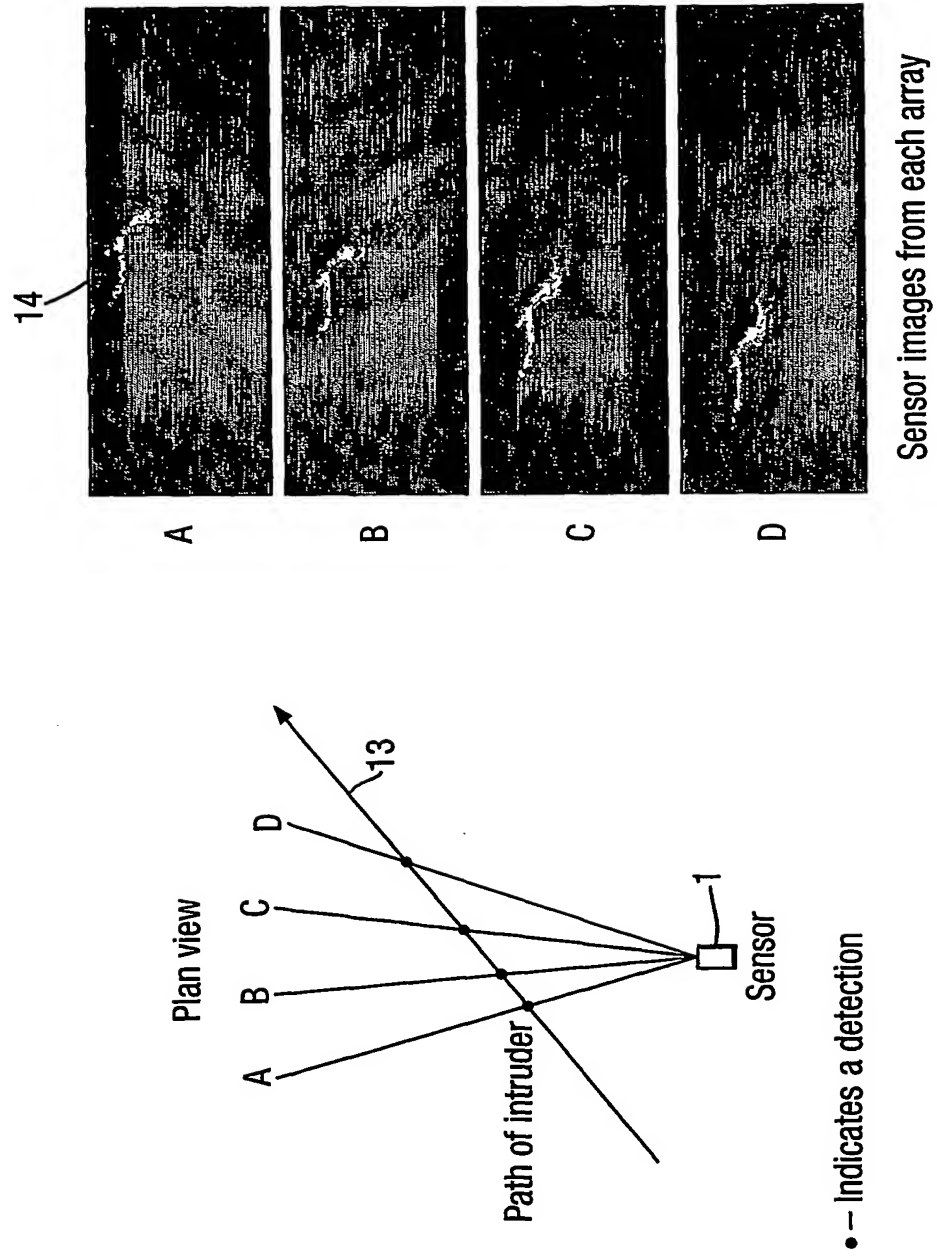 Plan view
A
B
C
D
13
Path of intruder
1
Sensor
● – Indicates a detection
14
A
B
C
D
Sensor images from each array